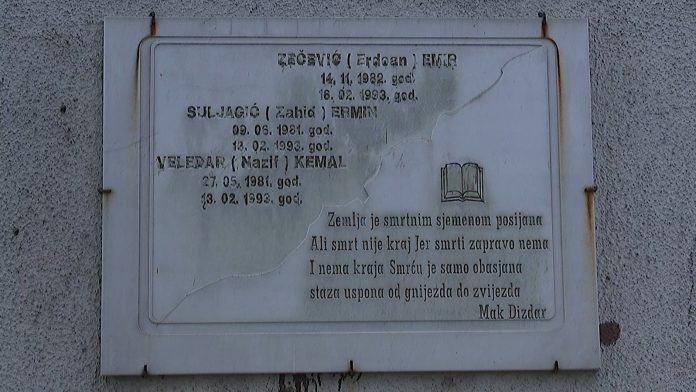 ZEČEVIĆ ( Erdoan ) EMIR
14. 11. 1982. god.
16. 02. 1993. god.
SULJAGIĆ ( Zahid ) ERMIN
09. 06. 1981. god.
13. 02. 1993. god.
VELEDAR ( Nazif ) KEMAL
27. 05. 1981. god.
13. 02. 1993. god.
Zemlja je smrtnim sjemenom posijana
Ali smrt nije kraj Jer smrti zapravo nema
I nema kraja Smrću je samo obasjana
staza uspona od gnijezda do zvijezda
Mak Dizdar